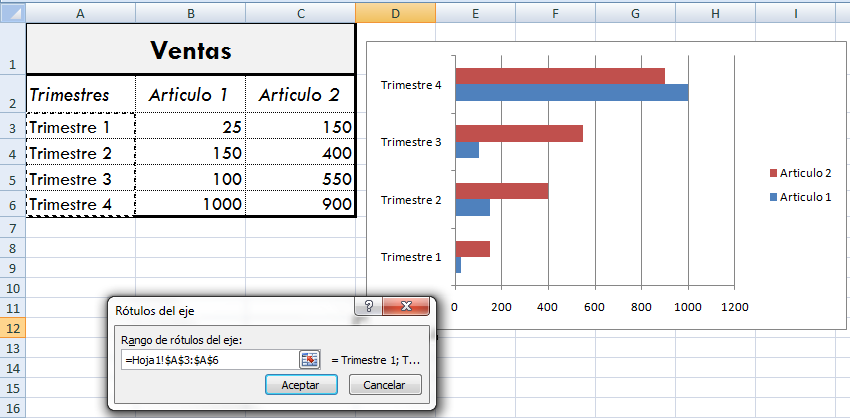 A B C D E F G H I
1 Ventas
2 Trimestres Articulo 1 Articulo 2
3 Trimestre 1 25 150
4 Trimestre 2 150 400
5 Trimestre 3 100 550
6 Trimestre 4 1000 900
7
8
9
10
11
12
13
14
15
16
Trimestre 4
Trimestre 3
Trimestre 2
Trimestre 1
0 200 400 600 800 1000 1200
Articulo 2
Articulo 1
Rótulos del eje
?
Rango de rótulos del eje:
=Hoja1!$A$3:$A$6 = Trimestre 1; T...
Aceptar Cancelar